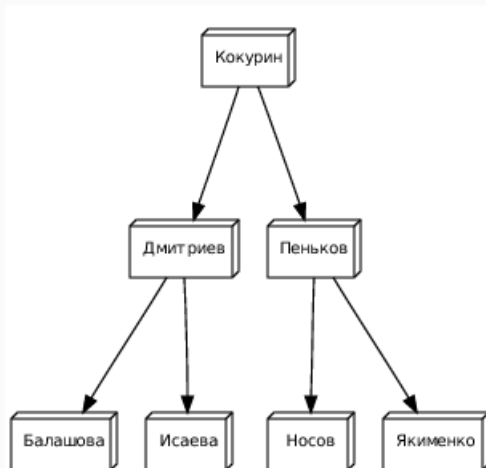 Кокурин
Дмитриев
Пеньков
Балашова
Исаева
Носов
Якименко